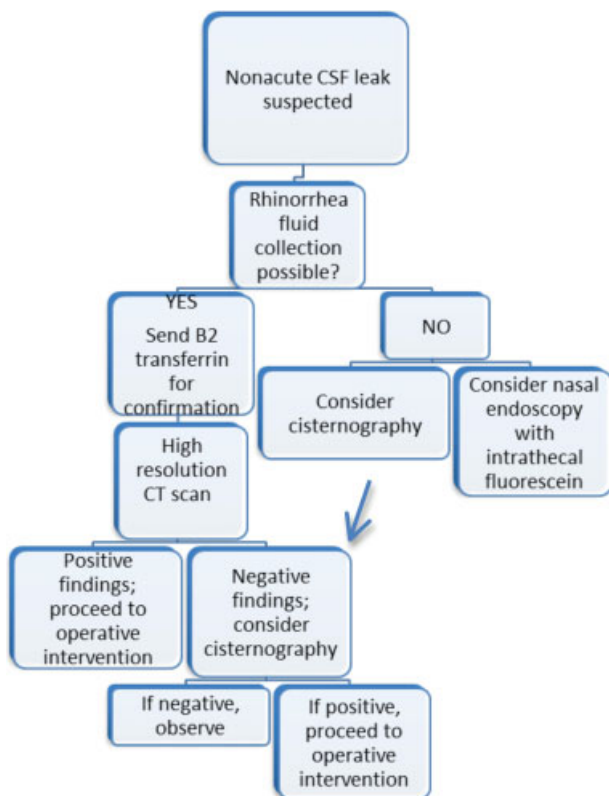 Nonacute CSF leak
suspected
Rhinorrhea
fluid
collection
possible?
YES
Send B2
transferrin
for
confirmation
NO
Consider
cisternography
Consider nasal
endoscopy
with
intrathecal
fluorescein
High
resolution
CT scan
Positive
findings;
proceed to
operative
intervention
Negative
findings;
consider
cisternography
If negative,
observe
If positive,
proceed to
operative
intervention